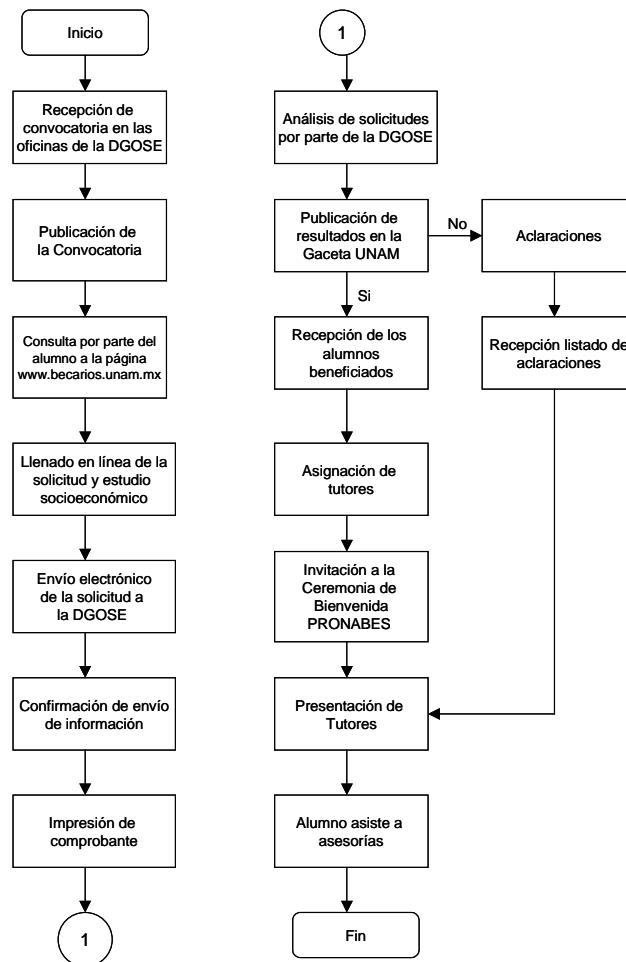 Inicio
Recepción de
convocatoria en las
oficinas de la DGOSE
Publicación de
la Convocatoria
Consulta por parte del
alumno a la página
www.becarios.unam.mx
Llenado en línea de la
solicitud y estudio
socioeconómico
Envío electrónico
de la solicitud a
la DGOSE
Confirmación de envío
de información
Impresión de
comprobante
1
1
Análisis de solicitudes
por parte de la DGOSE
Publicación de
resultados en la
Gaceta UNAM
No
Aclaraciones
Recepción listado de
aclaraciones
Si
Recepción de los
alumnos
beneficiados
Asignación de
tutores
Invitación a la
Ceremonia de
Bienvenida
PRONABES
Presentación de
Tutores
Alumno asiste a
asesorías
Fin